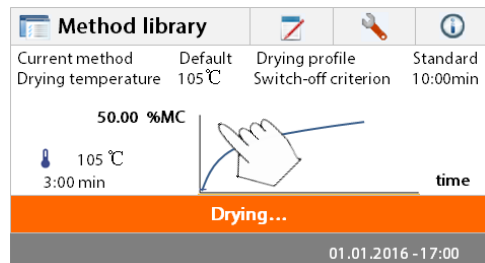 Method library
Current method Default Drying profile Standard
Drying temperature 105℃ Switch-off criterion 10:00min
50.00 %MC
105 ℃
3:00 min
time
Drying...
01.01.2016 -17:00